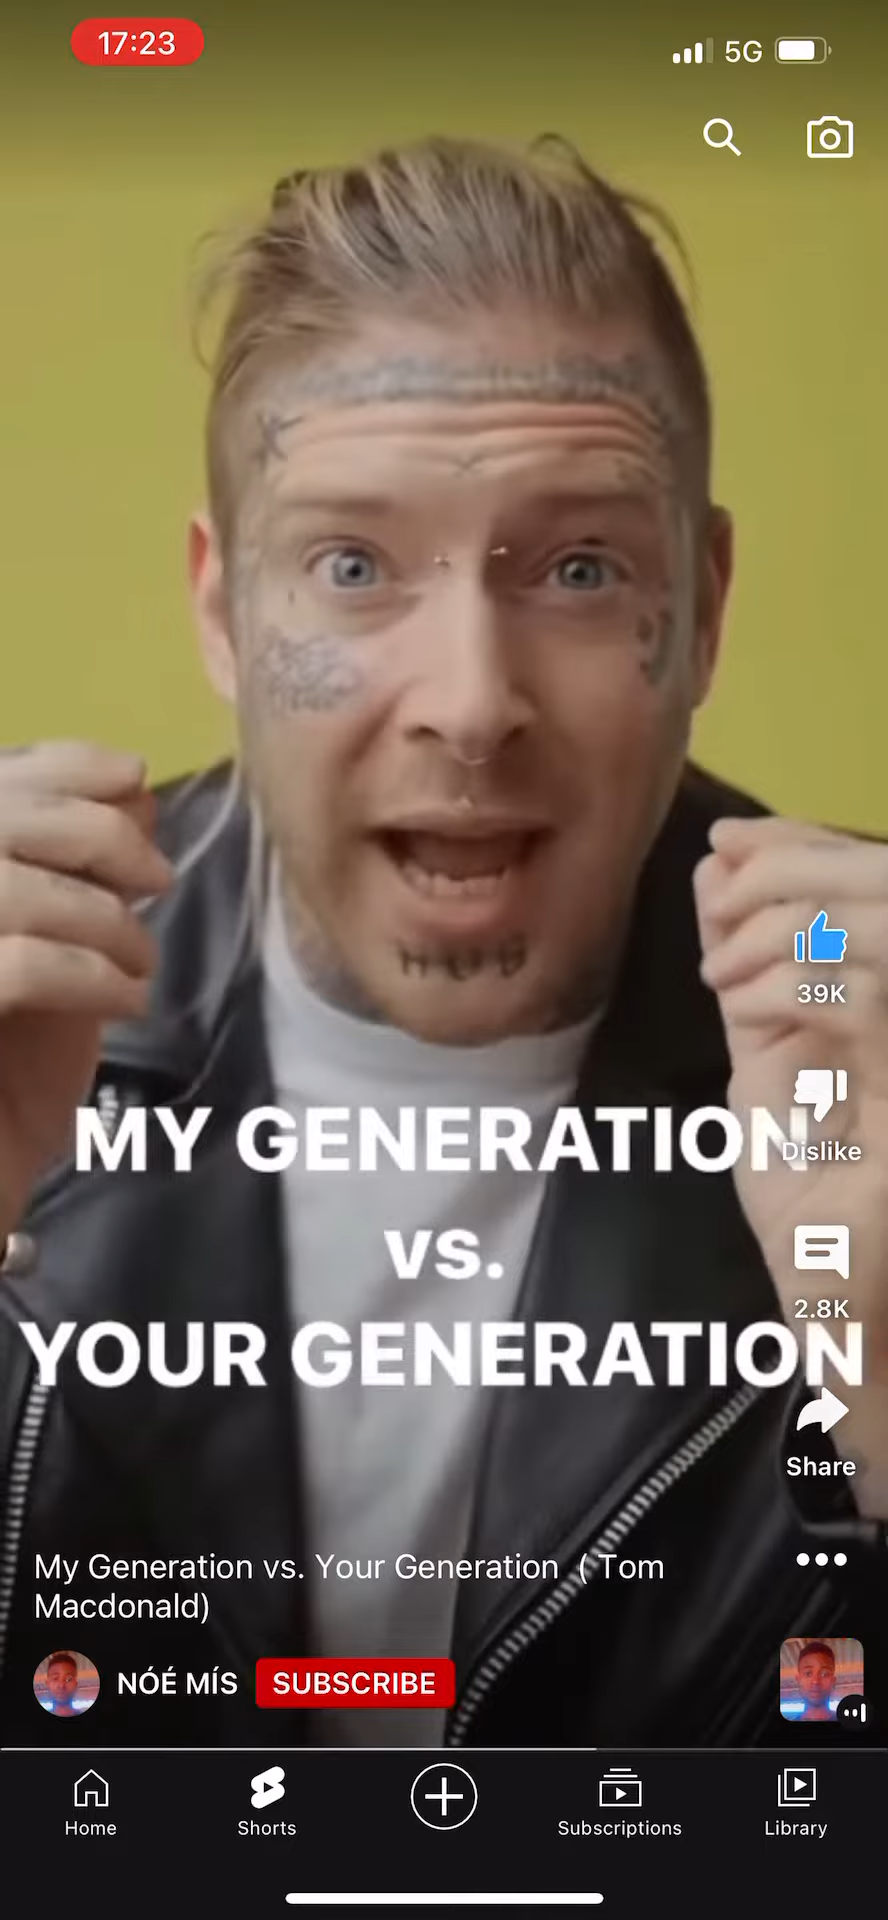 17:23
5G
MY GENERATION
vs.
YOUR GENERATION
39K
Dislike
2.8K
Share
My Generation vs. Your Generation ( Tom
Macdonald)
NÓÉ MÍS
SUBSCRIBE
Home
Shorts
Subscriptions
Library